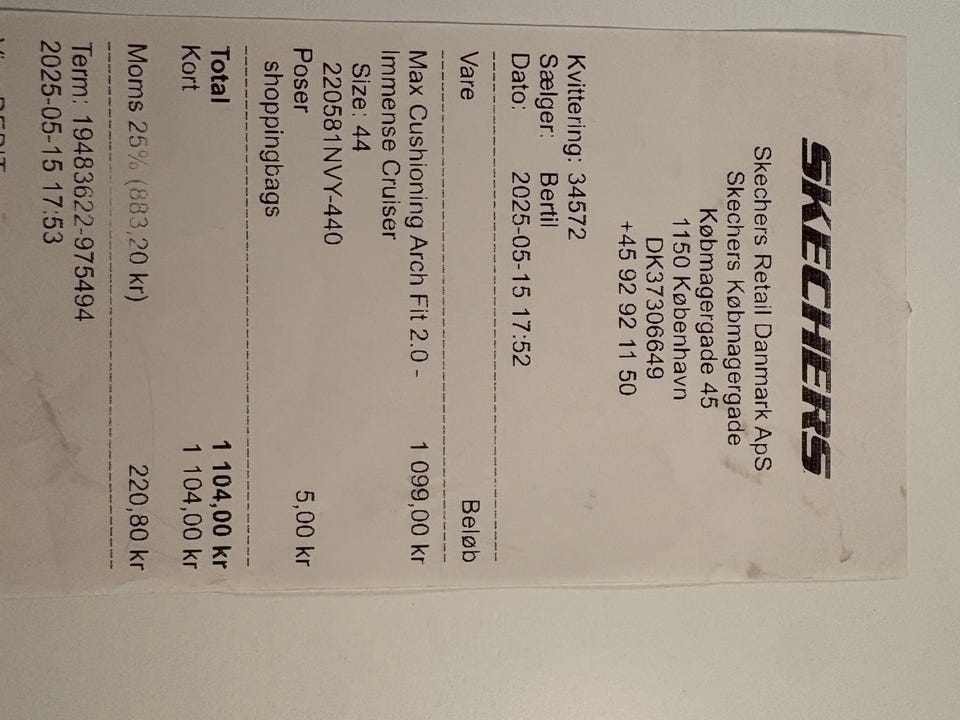 SKECHERS
Skechers Retail Danmark ApS
Skechers Købmagergade
Købmagergade 45
1150 København
DK37306649
+45 92 92 11 50
Kvittering: 34572
Sælger: Bertil
Dato: 2025-05-15 17:52
Vare Beløb
Max Cushioning Arch Fit 2.0 - 1 099,00 kr
Immense Cruiser
Size: 44
220581NVY-440
Poser 5,00 kr
shoppingbags
Total 1 104,00 kr
Kort 1 104,00 kr
Moms 25% (883,20 kr) 220,80 kr
Term: 19483622-975494
2025-05-15 17:53